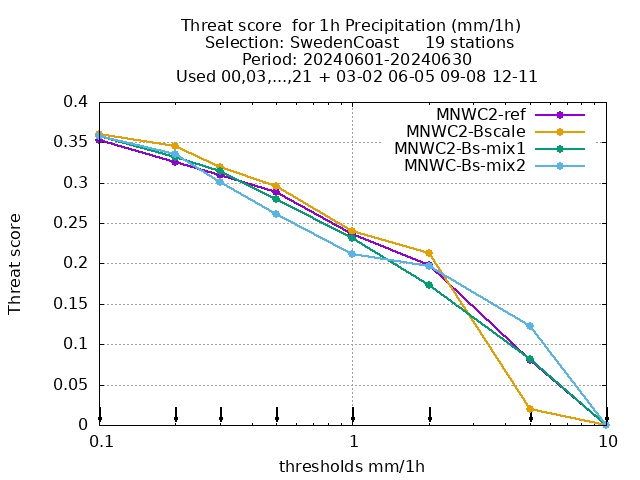 Threat score  for 1h Precipitation (mm/1h)
Selection: SwedenCoast     19 stations
Period: 20240601-20240630
Used 00,03,...,21 + 03-02 06-05 09-08 12-11
MNWC2-ref
MNWC2-Bscale
MNWC2-Bs-mix1
MNWC-Bs-mix2
Threat score
0.4
0.35
0.3
0.25
0.2
0.15
0.1
0.05
0
0.1 1 10
thresholds mm/1h